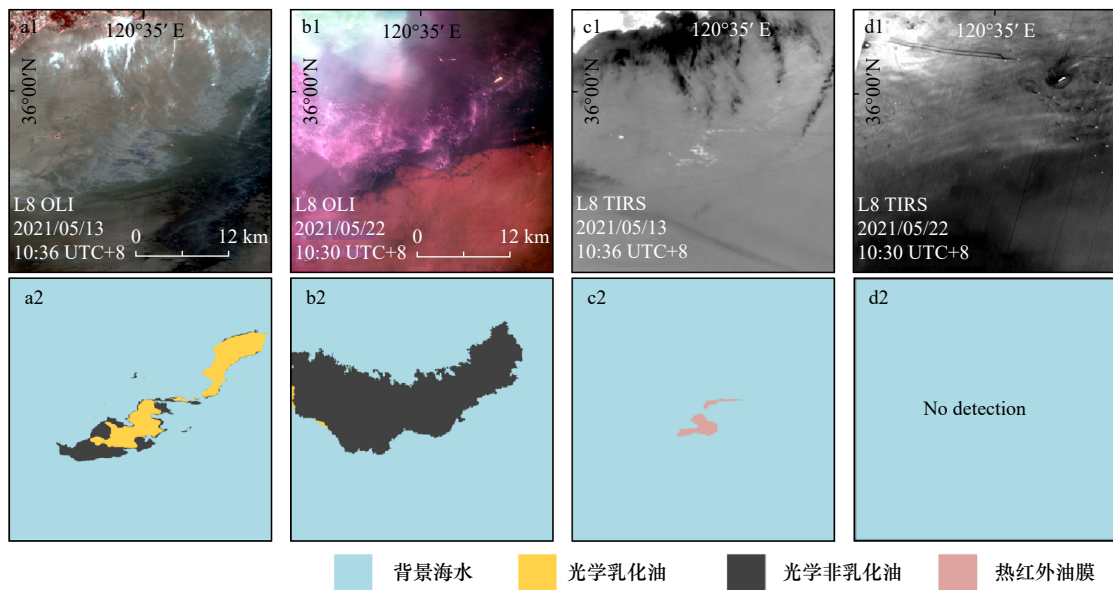 a1
120°35′ E
36°00′N
L8 OLI
2021/05/13
10:36 UTC+8
0 12 km
b1
120°35′ E
36°00′N
L8 OLI
2021/05/22
10:30 UTC+8
0 12 km
c1
120°35′ E
36°00′N
L8 TIRS
2021/05/13
10:36 UTC+8
d1
120°35′ E
36°00′N
L8 TIRS
2021/05/22
10:30 UTC+8
a2
b2
c2
d2
No detection
背景海水
光学乳化油
光学非乳化油
热红外油膜